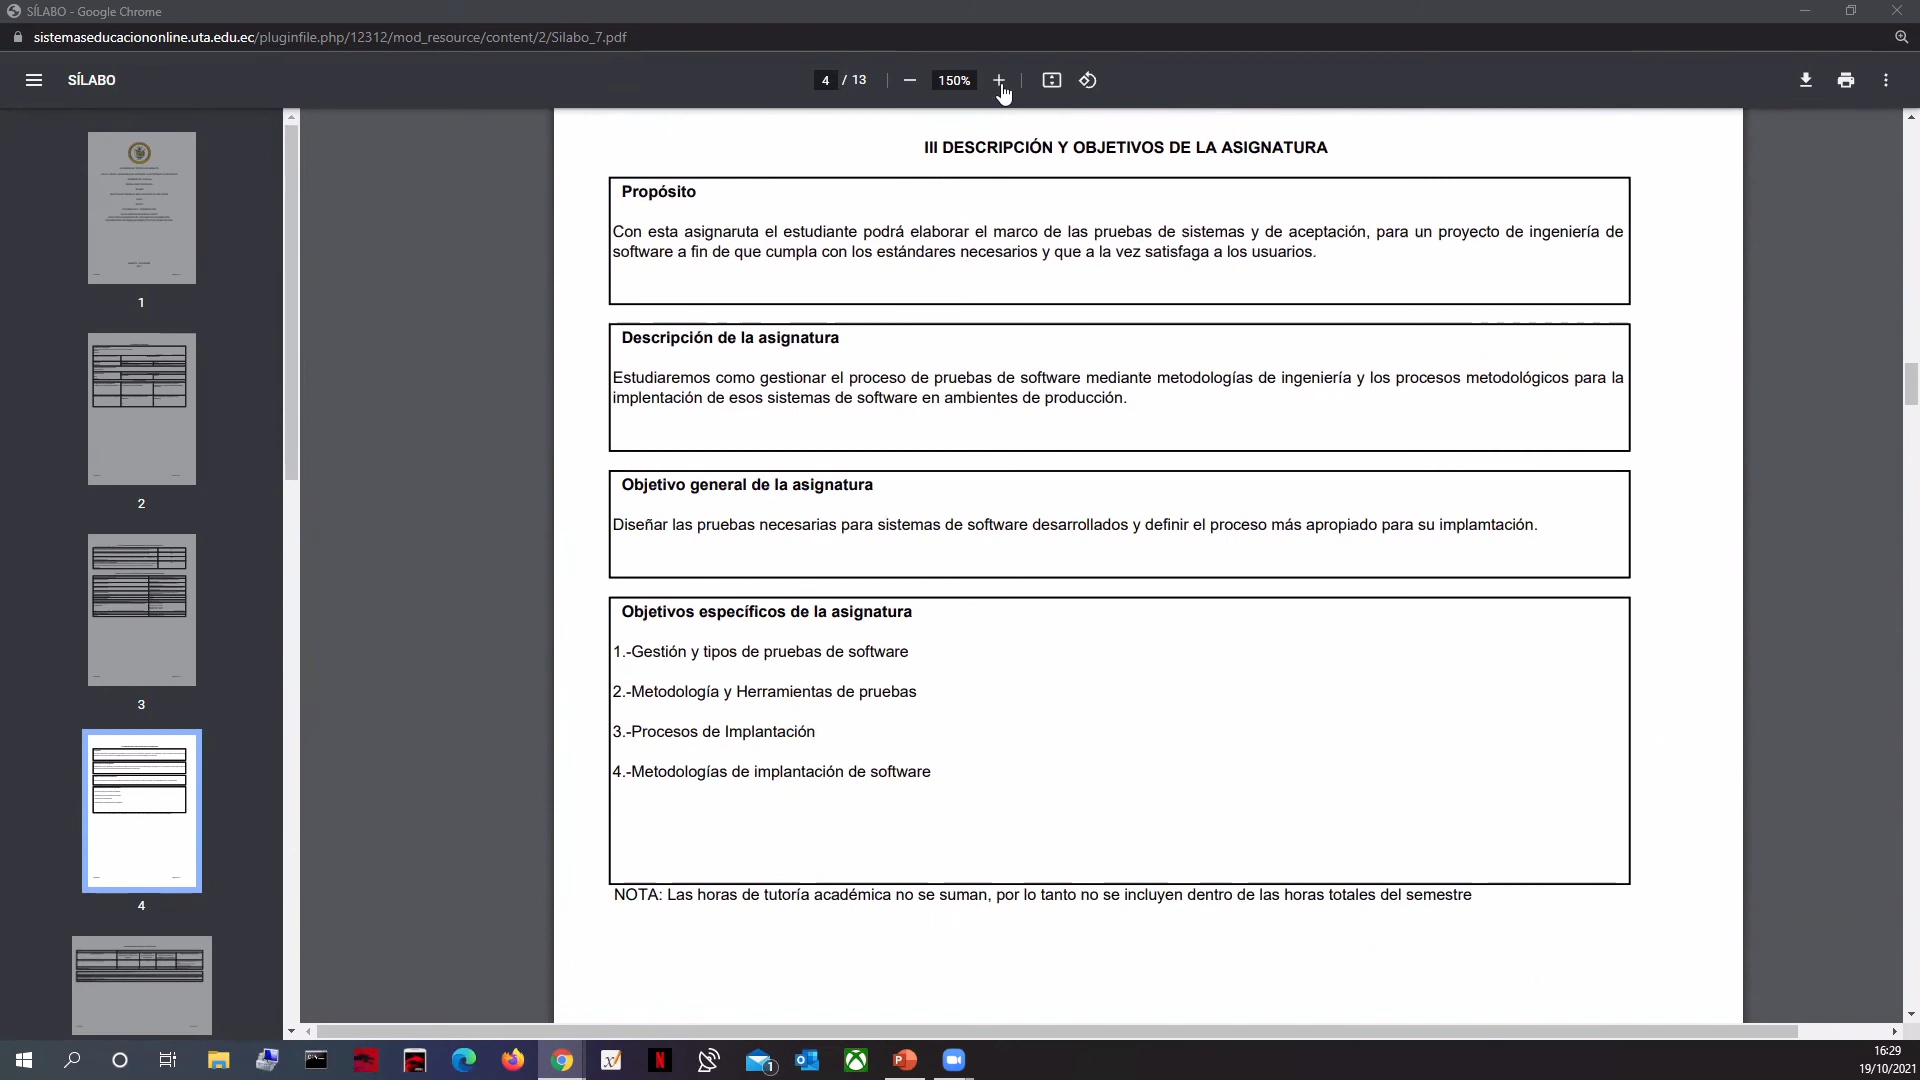 SÍLABO - Google Chrome
sistemaseducaciononline.uta.edu.ec/pluginfile.php/12312/mod_resource/content/2/Silabo_7.pdf
SÍLABO
4 / 13
150%
1
2
3
4
III DESCRIPCIÓN Y OBJETIVOS DE LA ASIGNATURA
Propósito
Con esta asignaruta el estudiante podrá elaborar el marco de las pruebas de sistemas y de aceptación, para un proyecto de ingeniería de
software a fin de que cumpla con los estándares necesarios y que a la vez satisfaga a los usuarios.
Descripción de la asignatura
Estudiaremos como gestionar el proceso de pruebas de software mediante metodologías de ingeniería y los procesos metodológicos para la
implentación de esos sistemas de software en ambientes de producción.
Objetivo general de la asignatura
Diseñar las pruebas necesarias para sistemas de software desarrollados y definir el proceso más apropiado para su implamtación.
Objetivos específicos de la asignatura
1.-Gestión y tipos de pruebas de software
2.-Metodología y Herramientas de pruebas
3.-Procesos de Implantación
4.-Metodologías de implantación de software
NOTA: Las horas de tutoría académica no se suman, por lo tanto no se incluyen dentro de las horas totales del semestre
1
16:29
19/10/2021